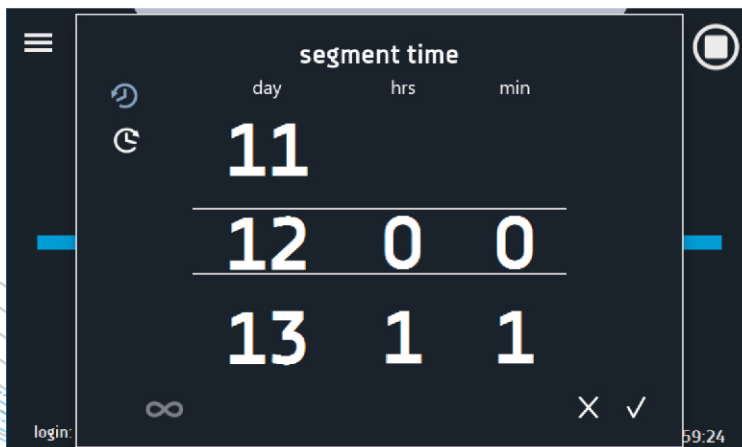 segment time
day hrs min
11
12 0 0
13 1 1
login: 59:24